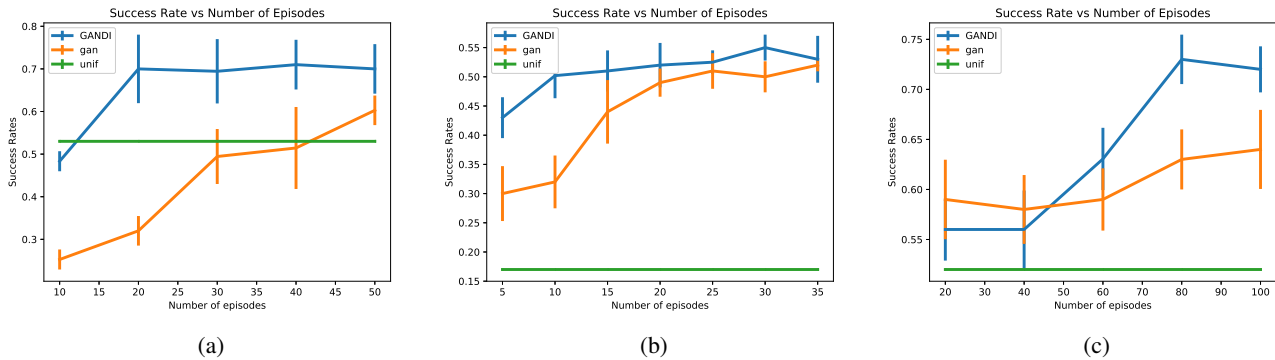 Success Rate vs Number of Episodes
GANDI
gan
unif
0.8
0.7
0.6
0.5
0.4
0.3
Success Rates
10 15 20 25 30 35 40 45 50
Number of episodes
(a)
Success Rate vs Number of Episodes
GANDI
gan
unif
0.55
0.50
0.45
0.40
0.35
0.30
0.25
0.20
0.15
Success Rates
5 10 15 20 25 30 35
Number of episodes
(b)
Success Rate vs Number of Episodes
GANDI
gan
unif
0.75
0.70
0.65
0.60
0.55
Success Rates
20 30 40 50 60 70 80 90 100
Number of episodes
(c)